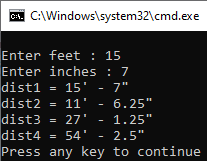 C:\Windows\system32\cmd.exe
Enter feet : 15
Enter inches : 7
dist1 = 15' - 7"
dist2 = 11' - 6.25"
dist3 = 27' - 1.25"
dist4 = 54' - 2.5"
Press any key to continue